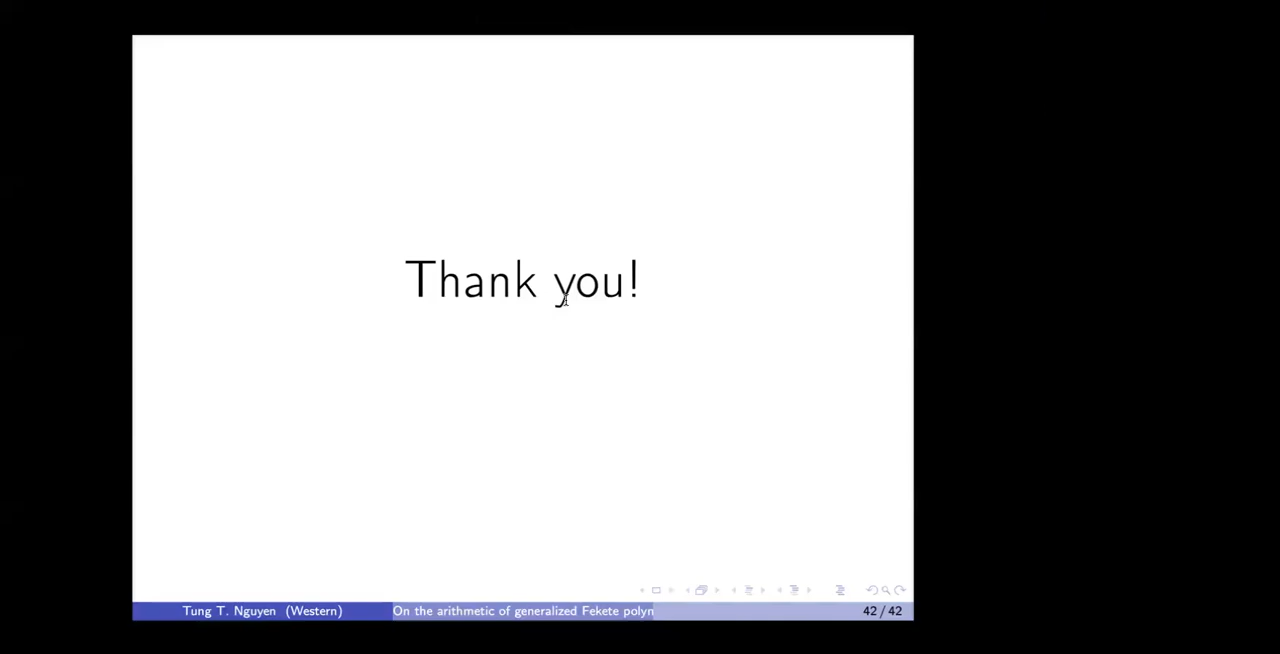 Thank you!
Tung T. Nguyen (Western)
On the arithmetic of generalized Fekete polyn
42 / 42